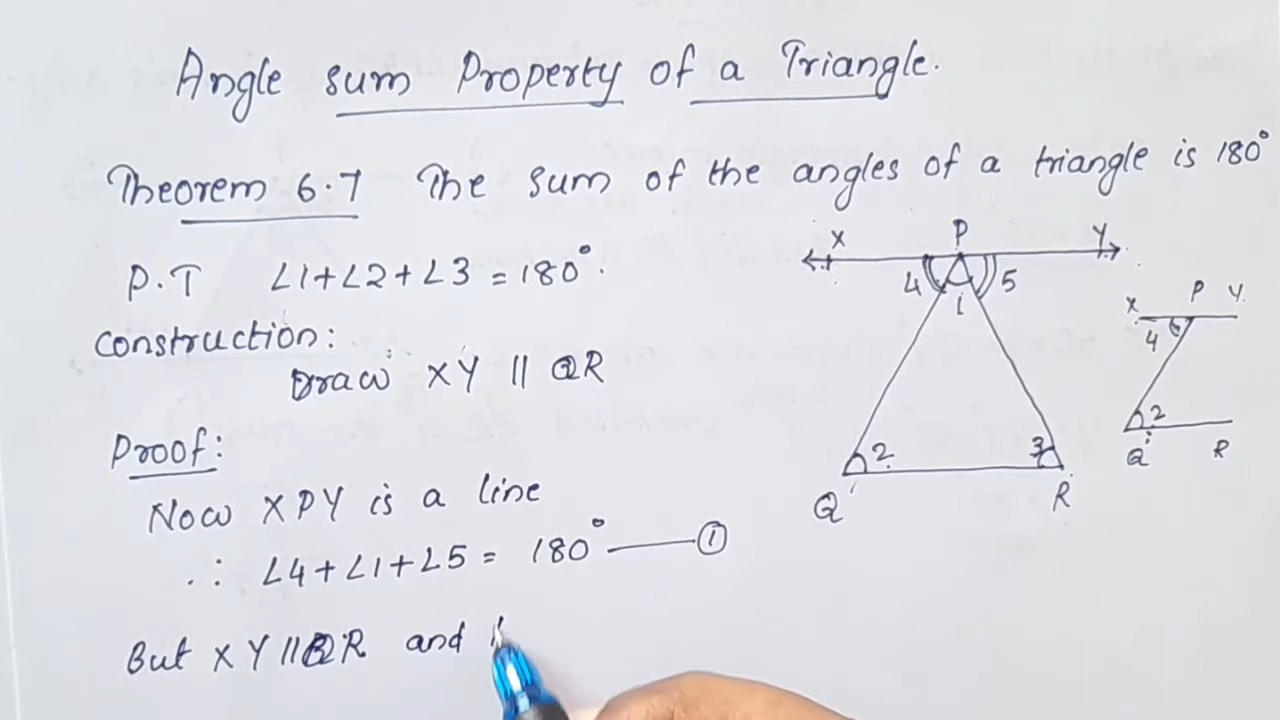 Angle sum Property of a Triangle.
Theorem 6.7 The sum of the angles of a triangle is 180°
P.T ∠1+∠2+∠3 = 180°.
Construction:
Draw XY || QR
Proof:
Now XPY is a line
∴ ∠4+∠1+∠5 = 180° —— ①
But XY || QR and
X P Y
4 1 5
2 3
Q R
X P Y
4
2
Q R